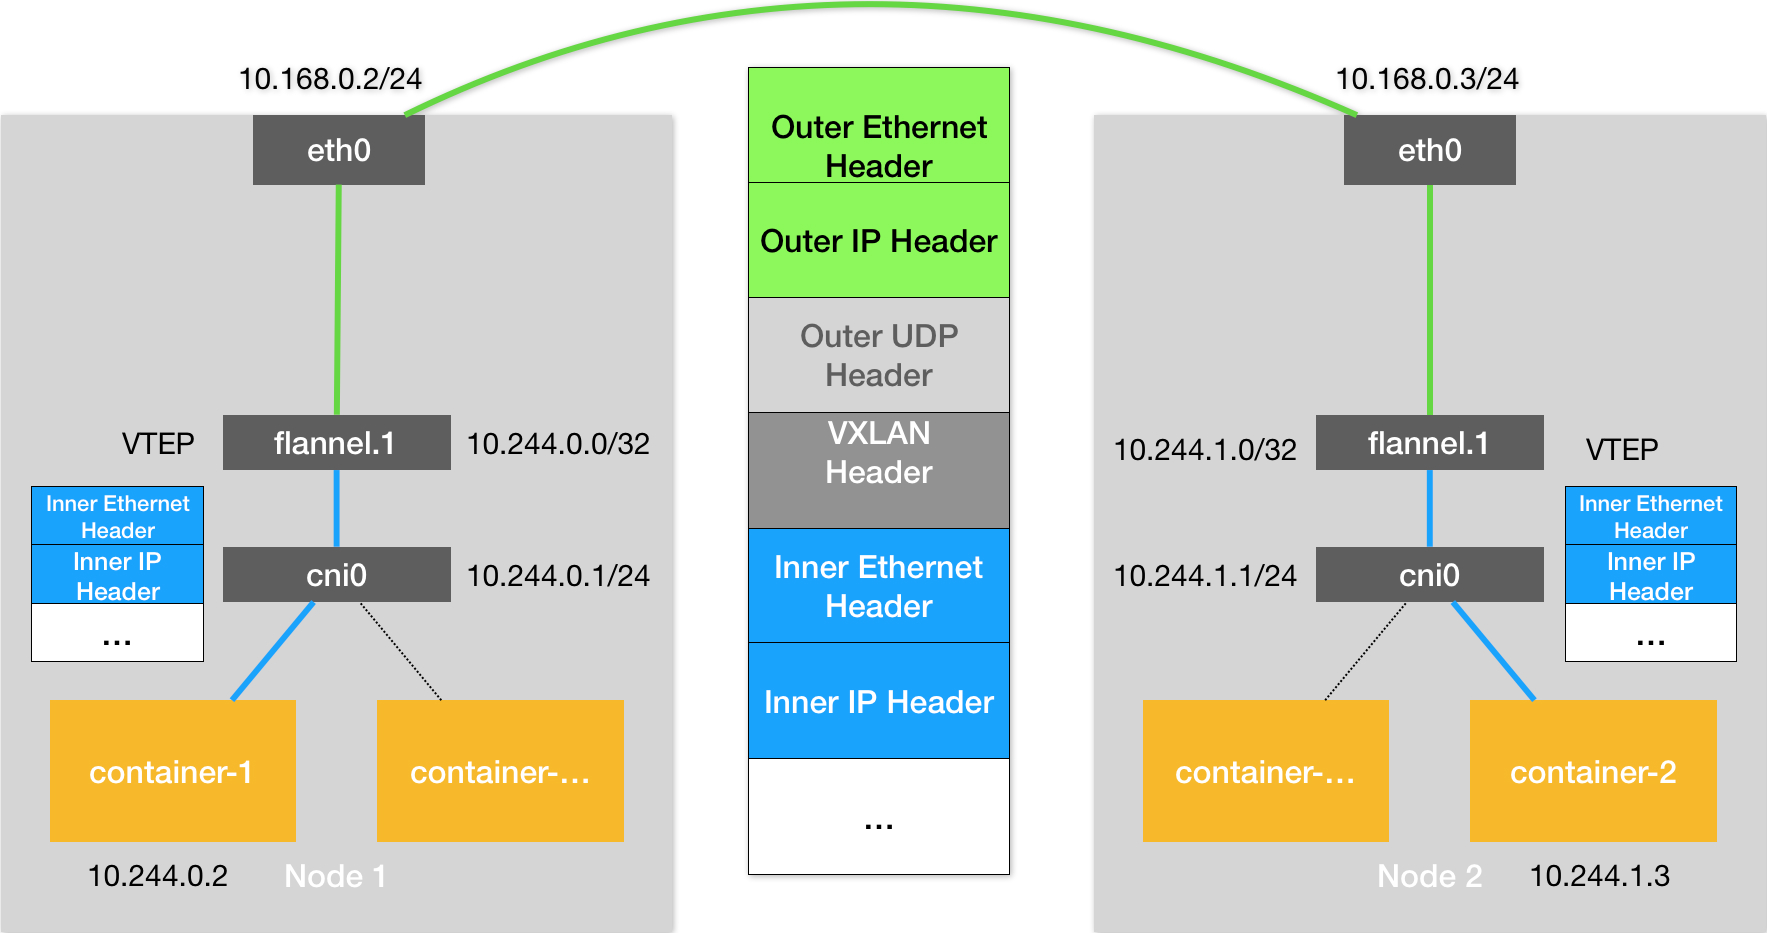 10.168.0.2/24
eth0
VTEP
flannel.1
10.244.0.0/32
Inner Ethernet
Header
Inner IP
Header
...
cni0
10.244.0.1/24
container-1
container-...
10.244.0.2
Node 1
Outer Ethernet
Header
Outer IP Header
Outer UDP
Header
VXLAN
Header
Inner Ethernet
Header
Inner IP Header
...
10.168.0.3/24
eth0
10.244.1.0/32
flannel.1
VTEP
10.244.1.1/24
cni0
Inner Ethernet
Header
Inner IP
Header
...
container-...
container-2
Node 2
10.244.1.3